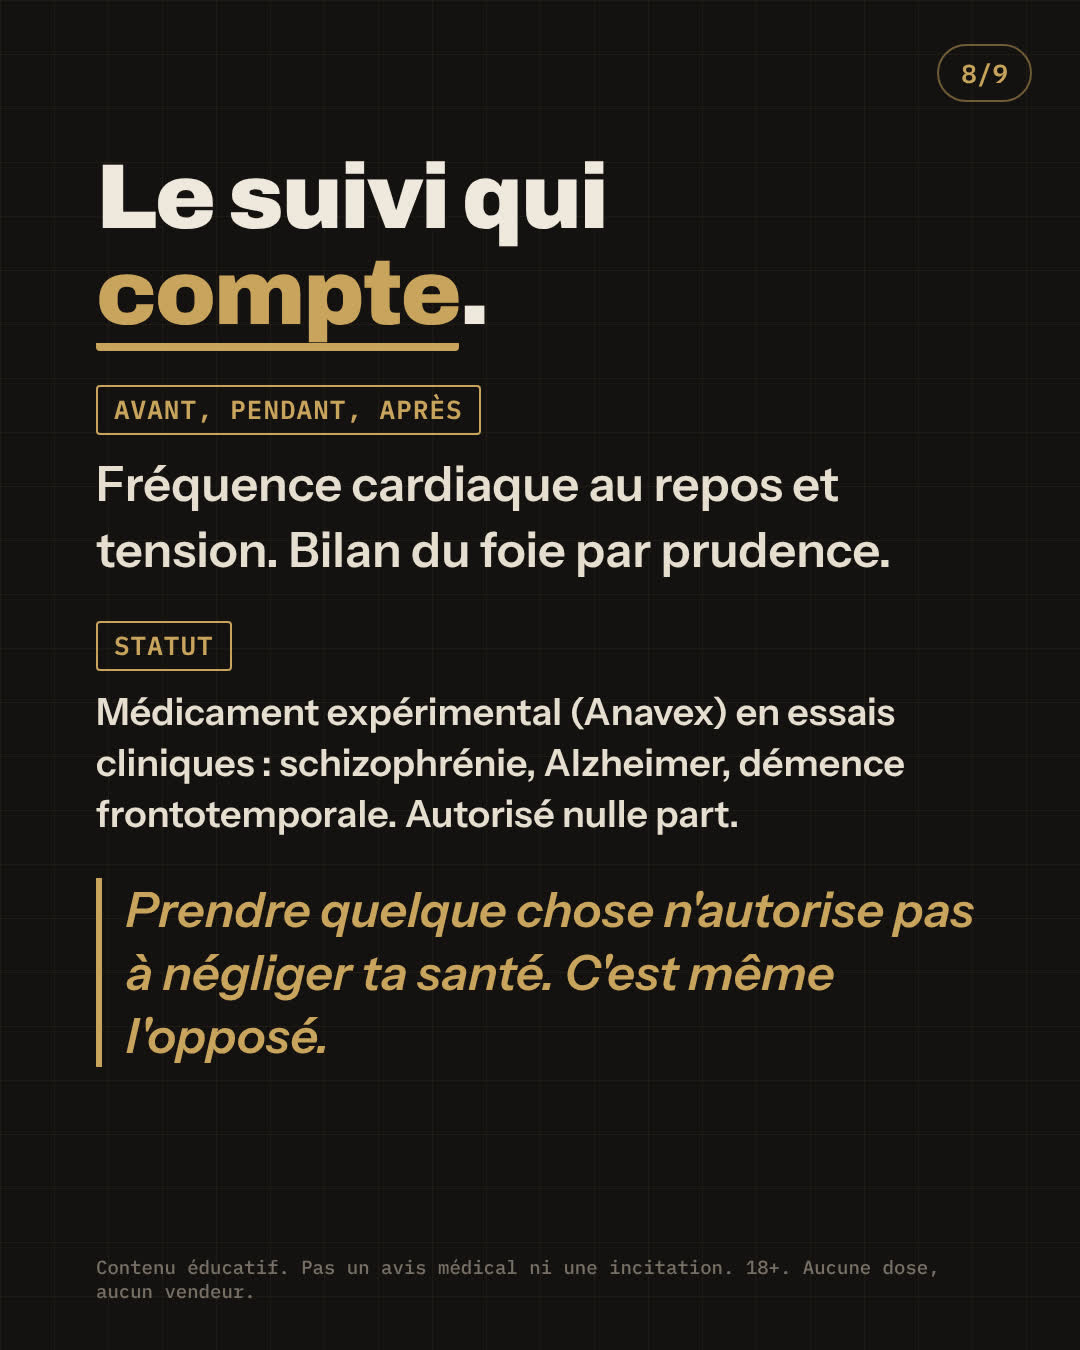 8/9
Le suivi qui
compte.
AVANT, PENDANT, APRÈS
Fréquence cardiaque au repos et
tension. Bilan du foie par prudence.
STATUT
Médicament expérimental (Anavex) en essais
cliniques : schizophrénie, Alzheimer, démence
frontotemporale. Autorisé nulle part.
Prendre quelque chose n'autorise pas
à négliger ta santé. C'est même
l'opposé.
Contenu éducatif. Pas un avis médical ni une incitation. 18+. Aucune dose,
aucun vendeur.